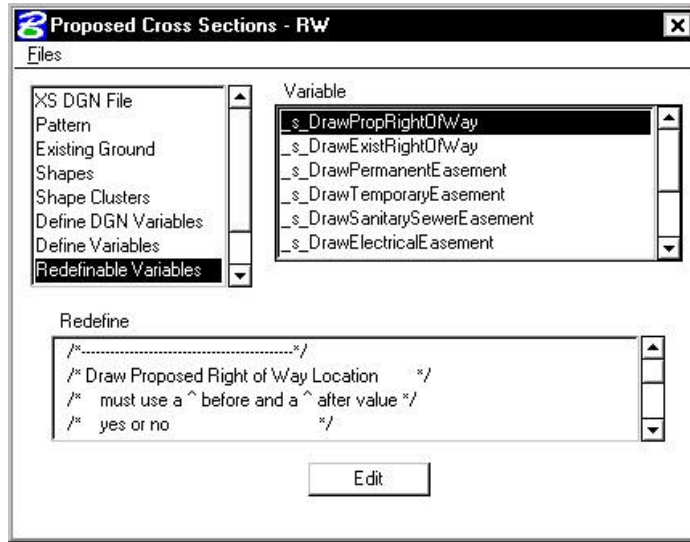 Proposed Cross Sections - RW
Files
XS DGN File
Pattern
Existing Ground
Shapes
Shape Clusters
Define DGN Variables
Define Variables
Redefinable Variables
Variable
_s_DrawPropRightOfWay
_s_DrawExistRightOfWay
_s_DrawPermanentEasement
_s_DrawTemporaryEasement
_s_DrawSanitarySewerEasement
_s_DrawElectricalEasement
Redefine
/*------------------------------------------*/
/* Draw Proposed Right of Way Location */
/* must use a ^ before and a ^ after value */
/* yes or no */
Edit